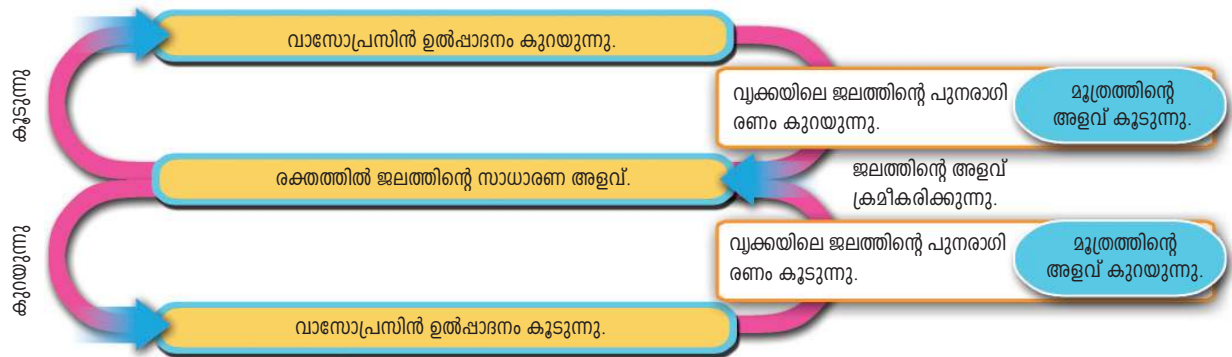 വാസോപ്രസിൻ ഉൽപ്പാദനം കുറയുന്നു.
കൂടുന്നു
വൃക്കയിലെ ജലത്തിന്റെ പുനരാഗി
രണം കുറയുന്നു.
മൂത്രത്തിന്റെ
അളവ് കൂടുന്നു.
രക്തത്തിൽ ജലത്തിന്റെ സാധാരണ അളവ്.
ജലത്തിന്റെ അളവ്
ക്രമീകരിക്കുന്നു.
കുറയുന്നു
വൃക്കയിലെ ജലത്തിന്റെ പുനരാഗി
രണം കൂടുന്നു.
മൂത്രത്തിന്റെ
അളവ് കുറയുന്നു.
വാസോപ്രസിൻ ഉൽപ്പാദനം കൂടുന്നു.